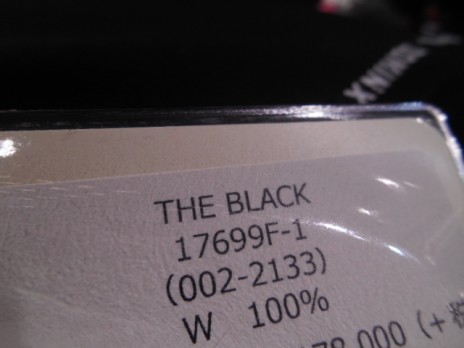 THE BLACK
17699F-1
(002-2133)
W 100%